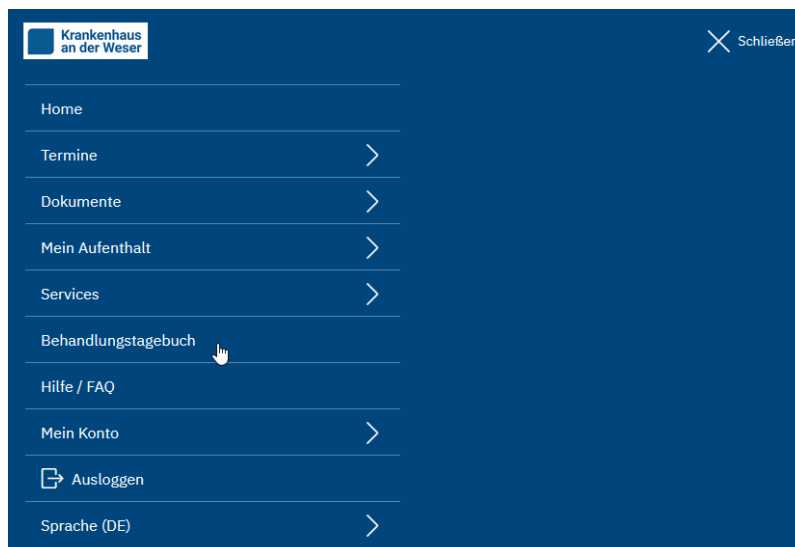 Krankenhaus
an der Weser
Schließen
Home
Termine
Dokumente
Mein Aufenthalt
Services
Behandlungstagebuch
Hilfe / FAQ
Mein Konto
Ausloggen
Sprache (DE)